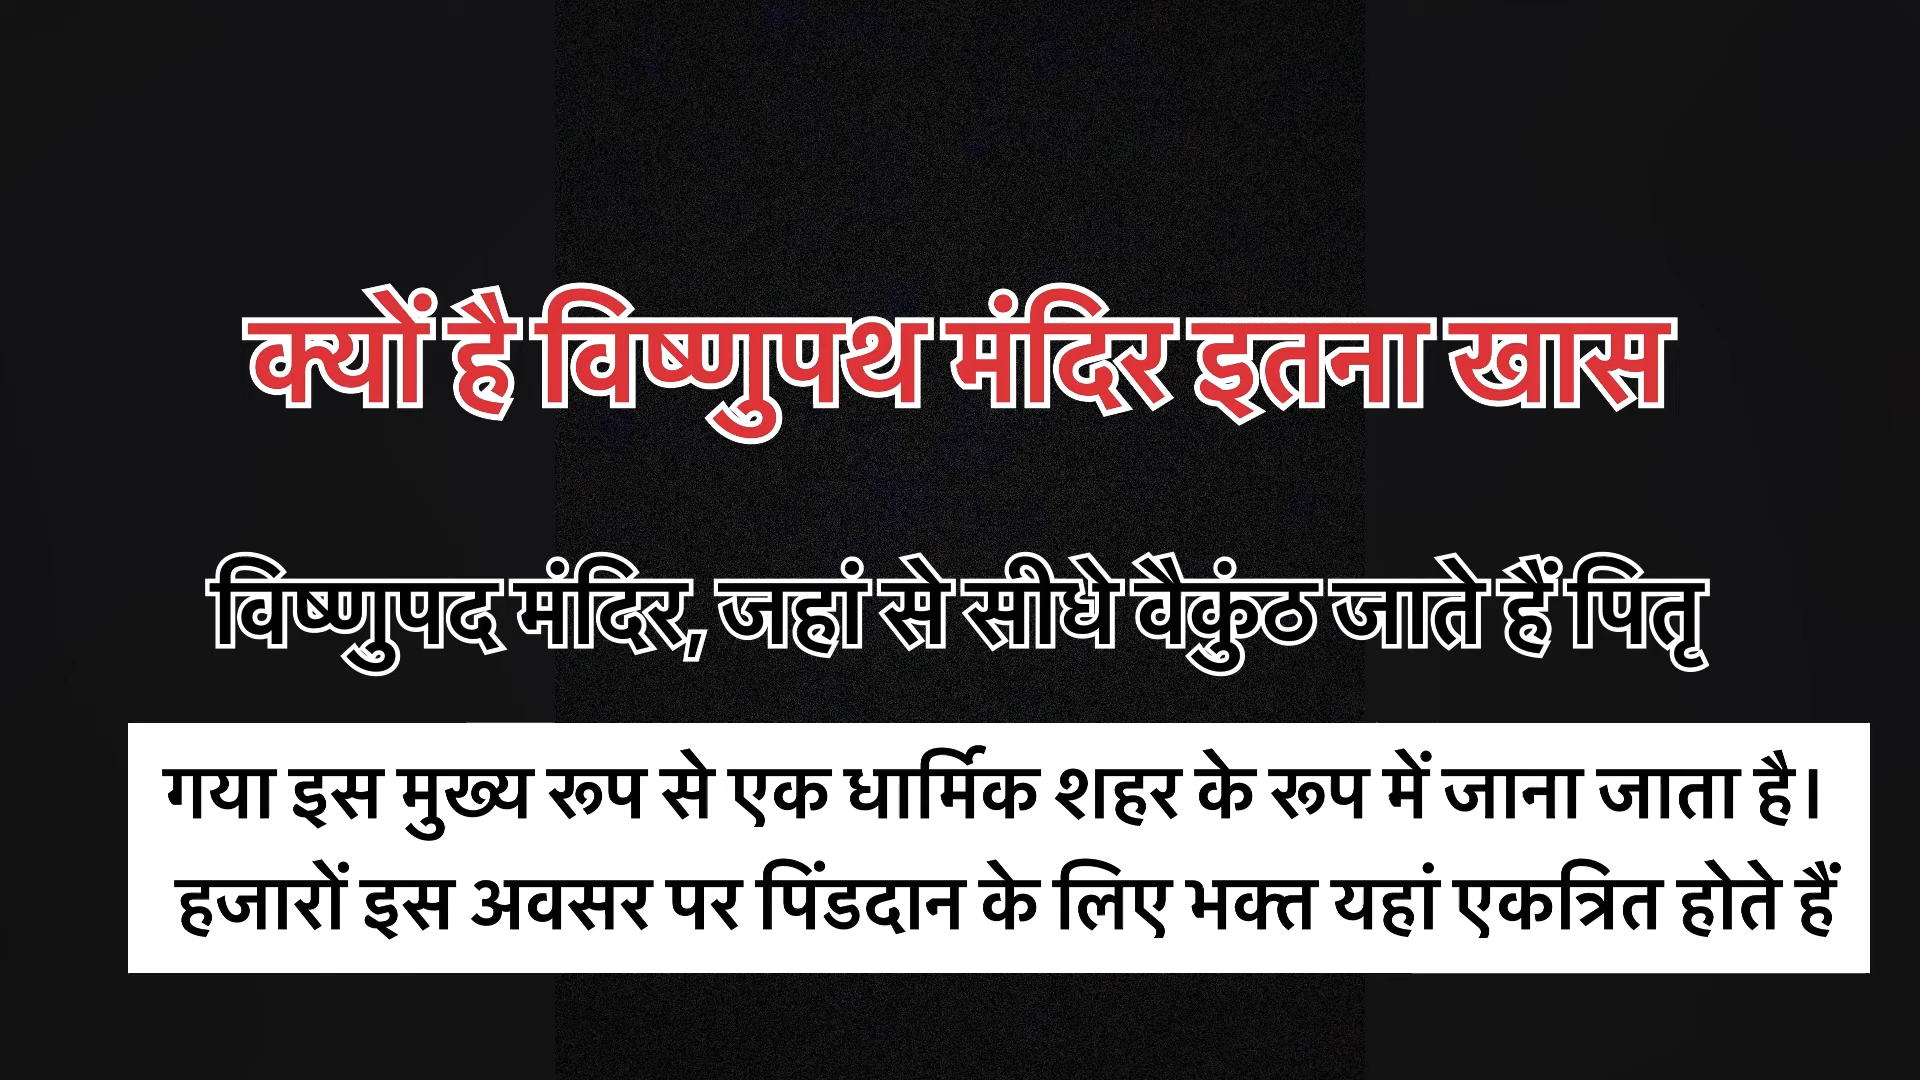 क्यों है विष्णुपथ मंदिर इतना खास
विष्णुपद मंदिर, जहां से सीधे वैकुंठ जाते हैं पितृ
गया इस मुख्य रूप से एक धार्मिक शहर के रूप में जाना जाता है।
हजारों इस अवसर पर पिंडदान के लिए भक्त यहां एकत्रित होते हैं